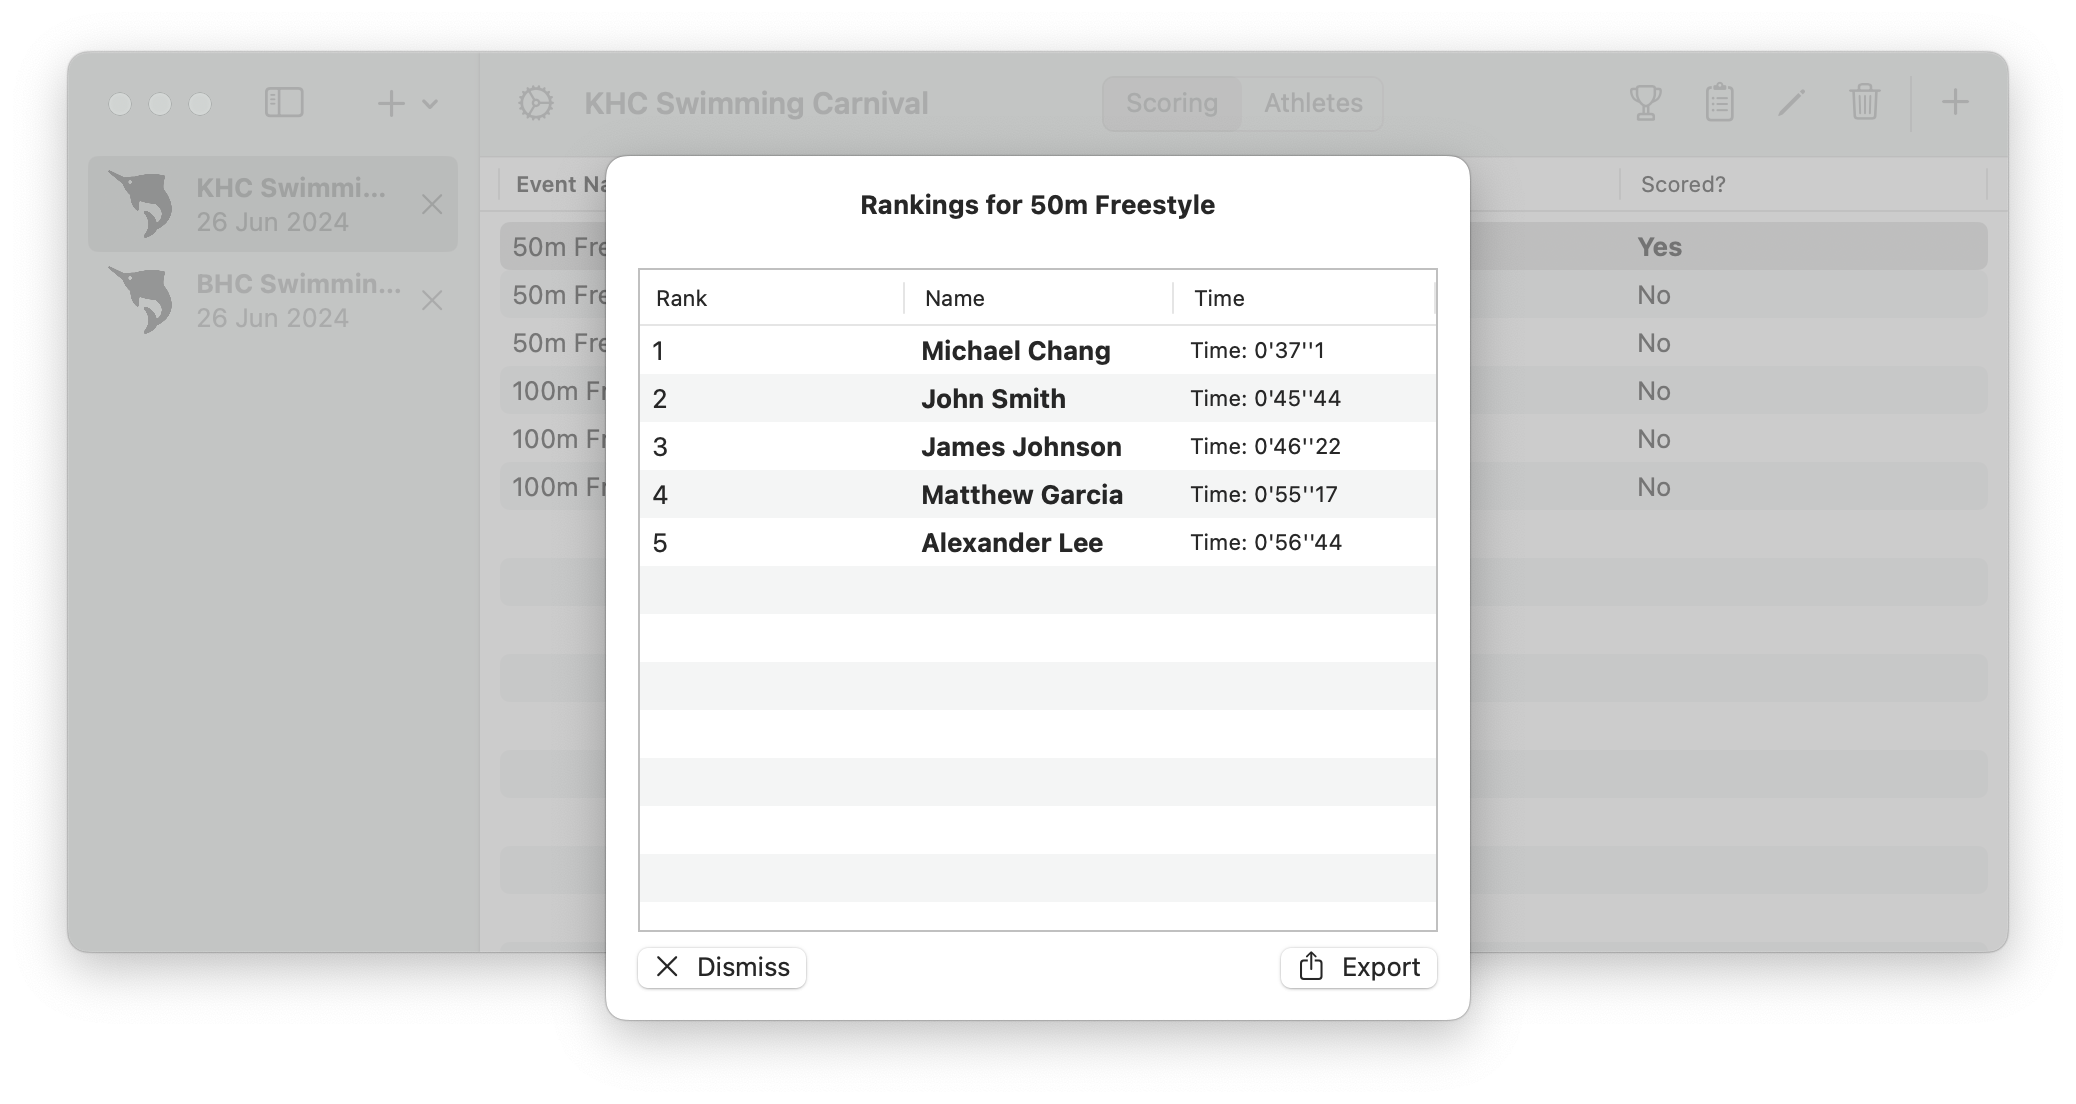 KHC Swimming Carnival
Scoring
Athletes
KHC Swimmi...
26 Jun 2024
BHC Swimmin...
26 Jun 2024
Event Na
Scored?
50m Fre
Yes
50m Fre
No
50m Fre
No
100m Fr
No
100m Fr
No
100m Fr
No
Rankings for 50m Freestyle
Rank Name Time
1 Michael Chang Time: 0'37''1
2 John Smith Time: 0'45''44
3 James Johnson Time: 0'46''22
4 Matthew Garcia Time: 0'55''17
5 Alexander Lee Time: 0'56''44
Dismiss
Export